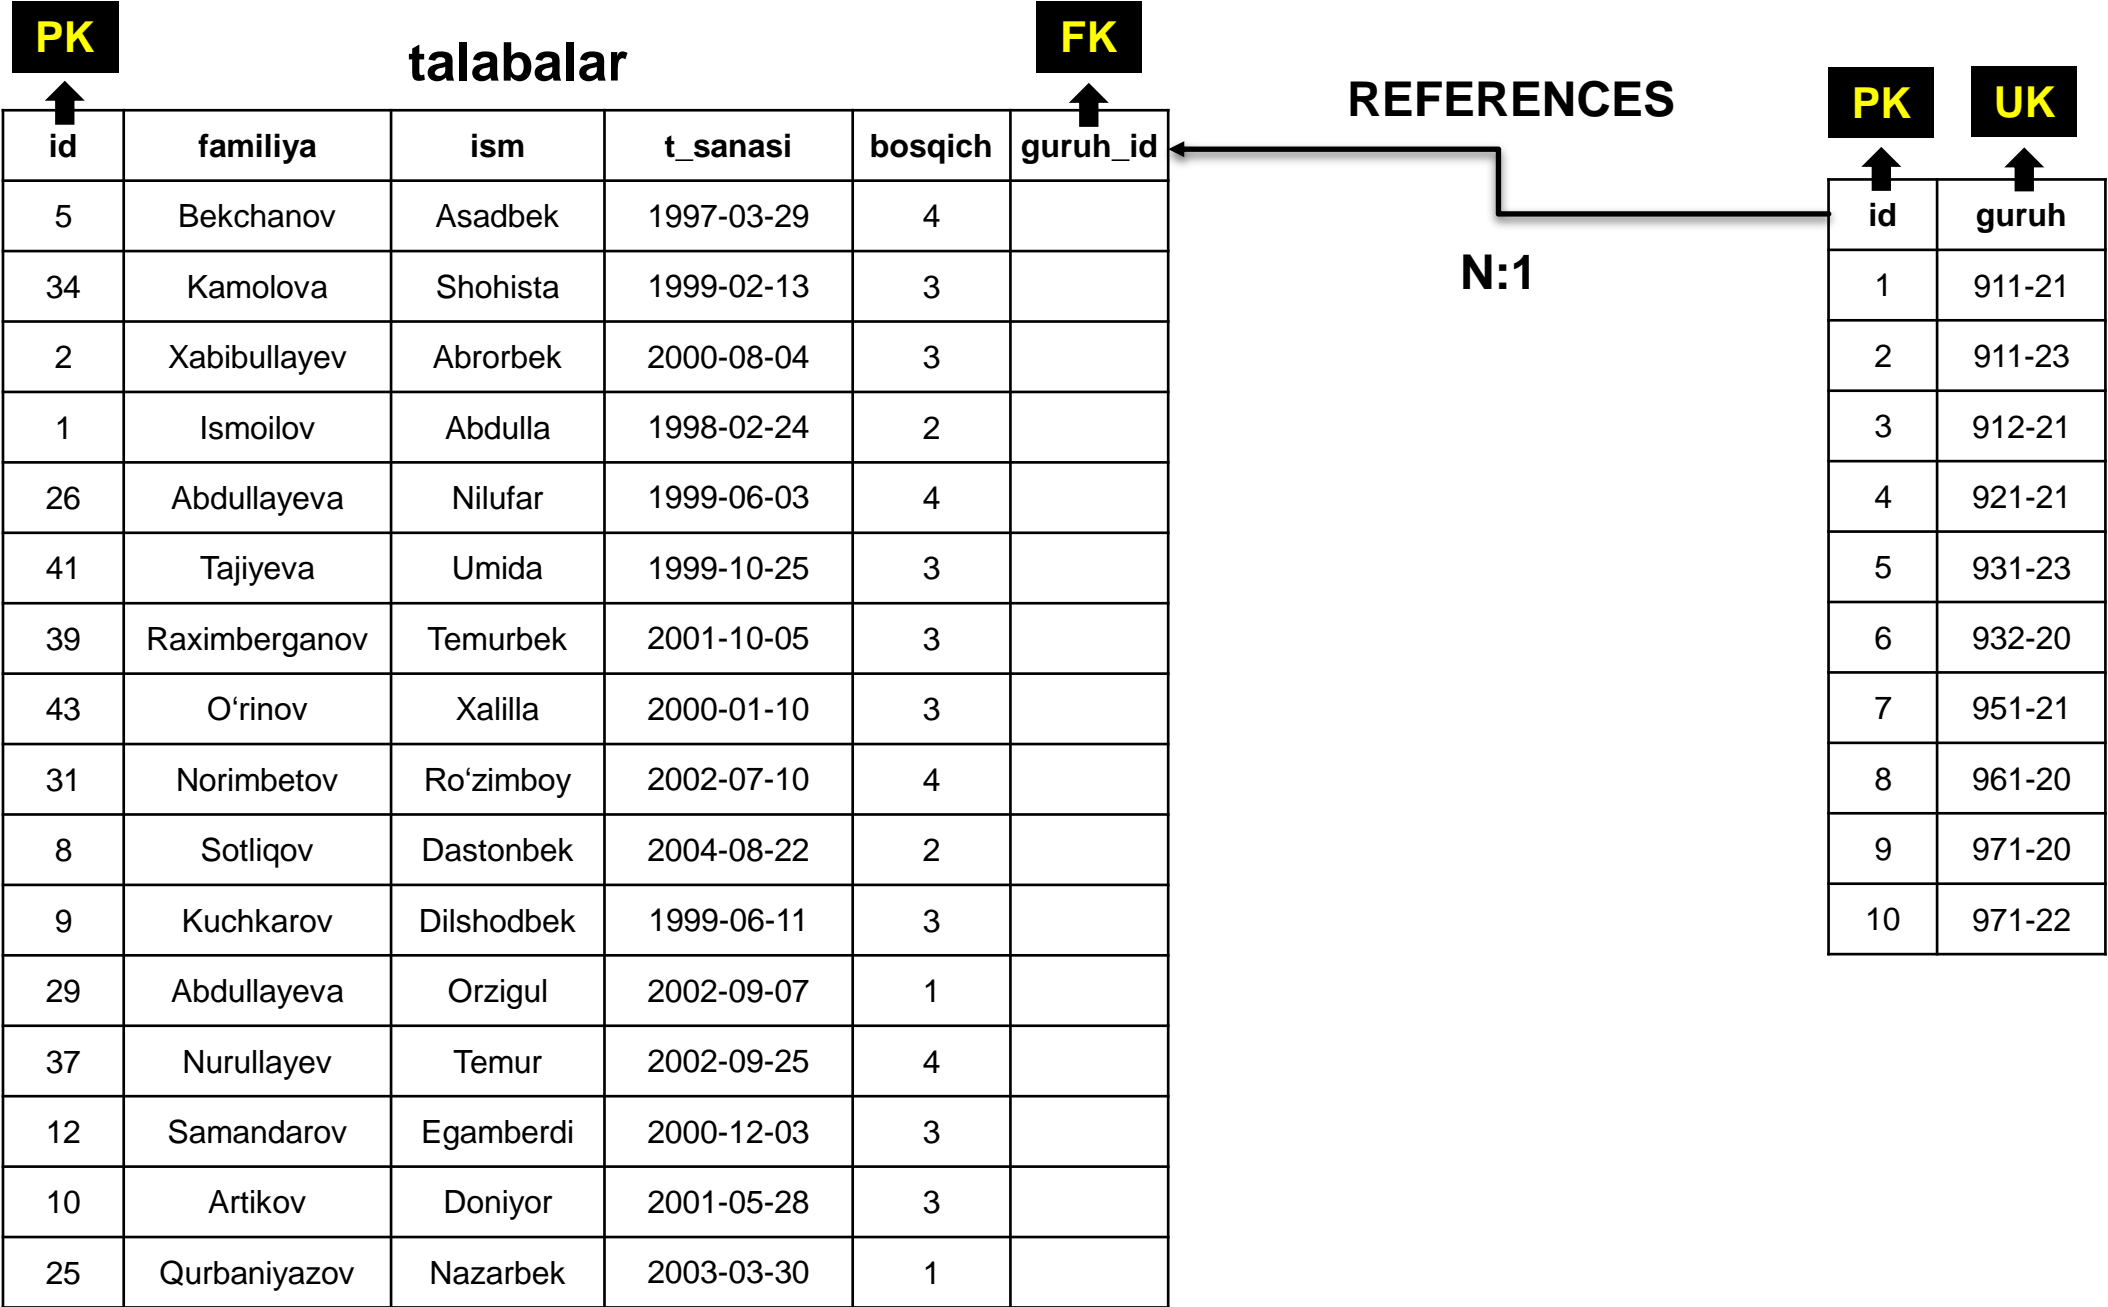 PK
talabalar
FK
REFERENCES
PK UK
id familiya ism t_sanasi bosqich guruh_id
5 Bekchanov Asadbek 1997-03-29 4
34 Kamolova Shohista 1999-02-13 3
2 Xabibullayev Abrorbek 2000-08-04 3
1 Ismoilov Abdulla 1998-02-24 2
26 Abdullayeva Nilufar 1999-06-03 4
41 Tajiyeva Umida 1999-10-25 3
39 Raximberganov Temurbek 2001-10-05 3
43 O‘rinov Xalilla 2000-01-10 3
31 Norimbetov Ro‘zimboy 2002-07-10 4
8 Sotliqov Dastonbek 2004-08-22 2
9 Kuchkarov Dilshodbek 1999-06-11 3
29 Abdullayeva Orzigul 2002-09-07 1
37 Nurullayev Temur 2002-09-25 4
12 Samandarov Egamberdi 2000-12-03 3
10 Artikov Doniyor 2001-05-28 3
25 Qurbaniyazov Nazarbek 2003-03-30 1
N:1
id guruh
1 911-21
2 911-23
3 912-21
4 921-21
5 931-23
6 932-20
7 951-21
8 961-20
9 971-20
10 971-22